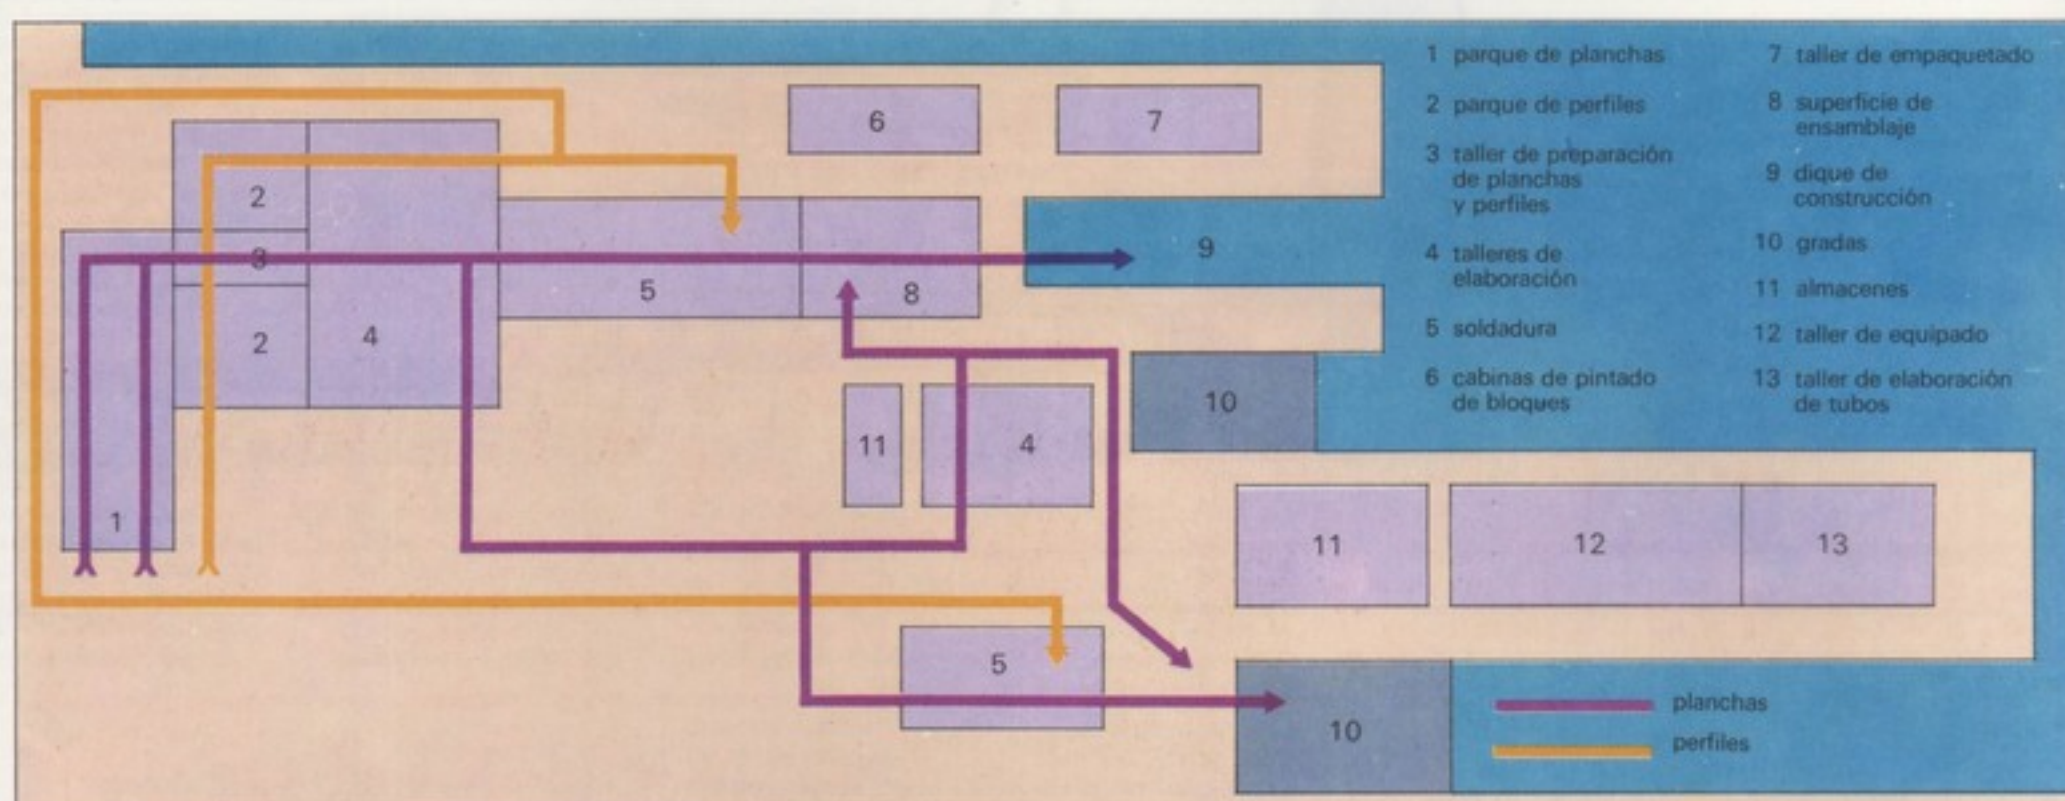 1 parque de planchas
2 parque de perfiles
3 taller de preparación
de planchas
y perfiles
4 talleres de
elaboración
5 soldadura
6 cabinas de pintado
de bloques
7 taller de empaquetado
8 superficie de
ensamblaje
9 dique de
construcción
10 gradas
11 almacenes
12 taller de equipado
13 taller de elaboración
de tubos
6
7
2
3
9
5
8
2
4
10
11
4
1
11
12
13
5
10
planchas
perfiles